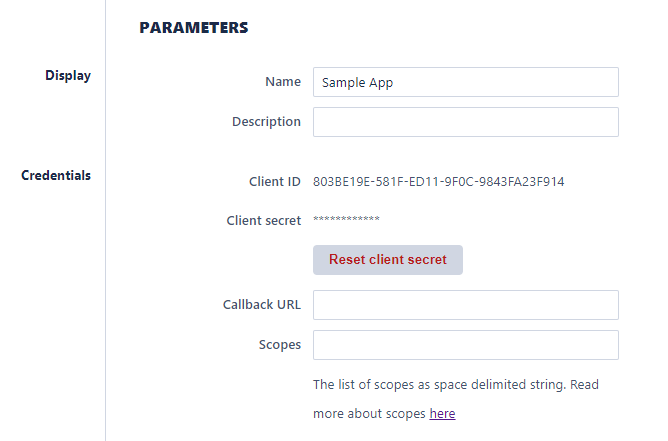 PARAMETERS
Display
Name Sample App
Description
Credentials
Client ID 803BE19E-581F-ED11-9F0C-9843FA23F914
Client secret ************
Reset client secret
Callback URL
Scopes
The list of scopes as space delimited string. Read
more about scopes here